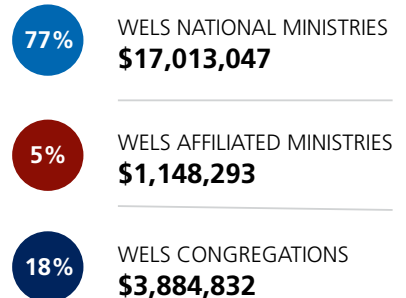 77%
WELS NATIONAL MINISTRIES
$17,013,047
5%
WELS AFFILIATED MINISTRIES
$1,148,293
18%
WELS CONGREGATIONS
$3,884,832